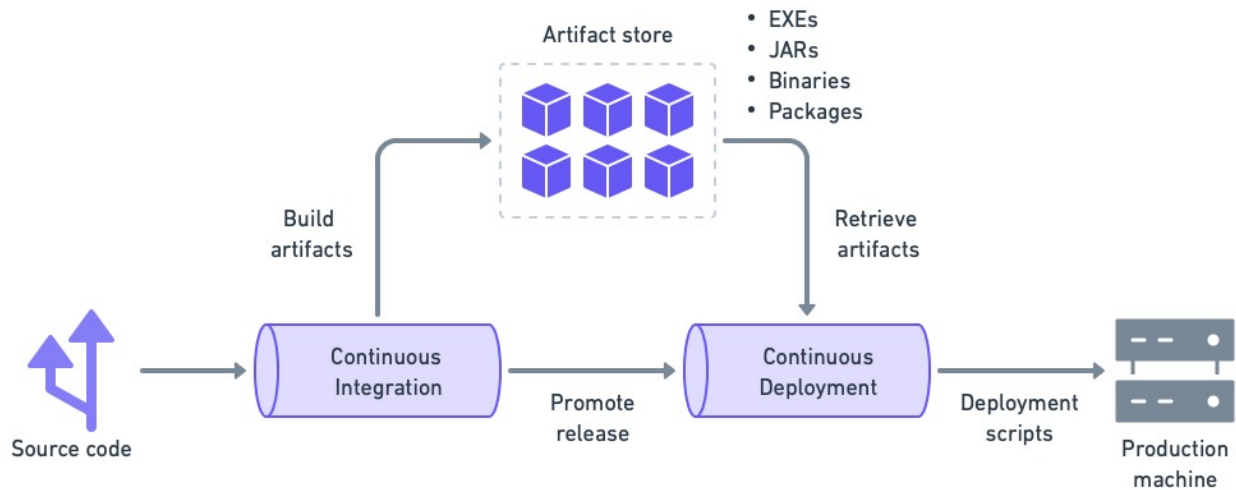 Artifact store
• EXEs
• JARs
• Binaries
• Packages
Build
artifacts
Retrieve
artifacts
Continuous
Integration
Continuous
Deployment
Promote
release
Deployment
scripts
Source code
Production
machine